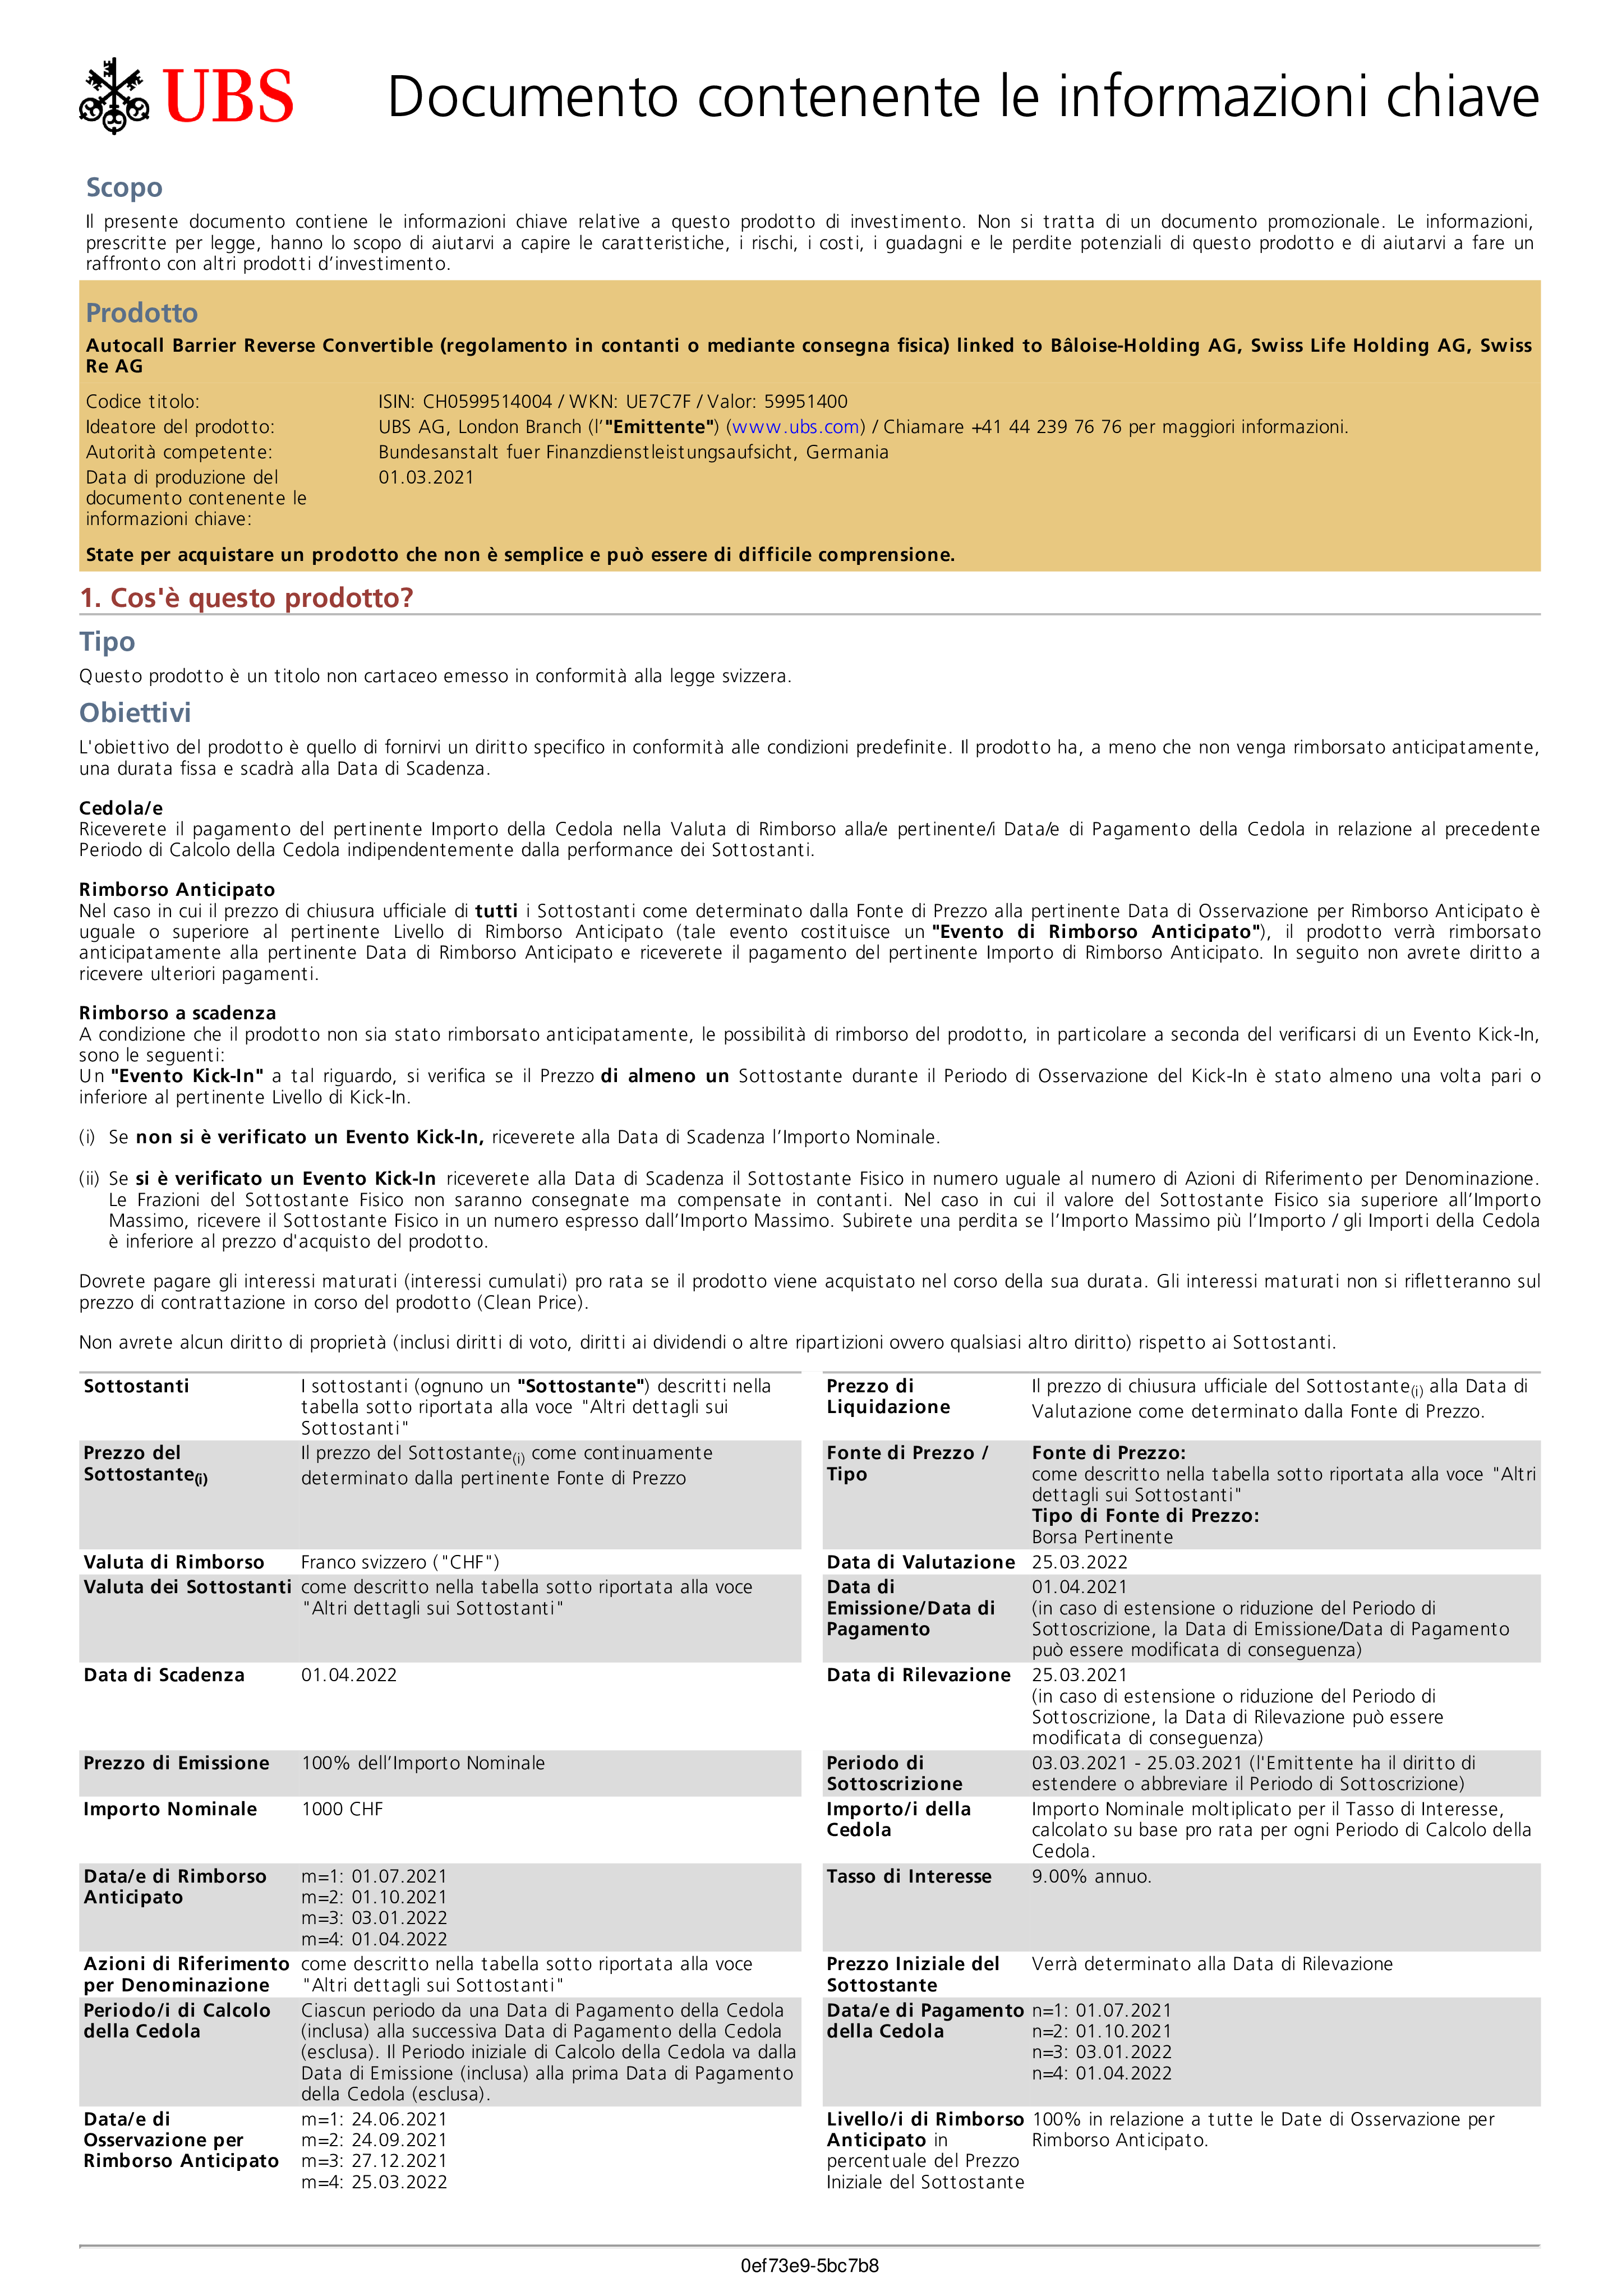 UBS
Documento contenente le informazioni chiave
Scopo
Il presente documento contiene le informazioni chiave relative a questo prodotto di investimento. Non si tratta di un documento promozionale. Le informazioni,
prescritte per legge, hanno lo scopo di aiutarvi a capire le caratteristiche, i rischi, i costi, i guadagni e le perdite potenziali di questo prodotto e di aiutarvi a fare un
raffronto con altri prodotti d’investimento.
Prodotto
Autocall Barrier Reverse Convertible (regolamento in contanti o mediante consegna fisica) linked to Bâloise-Holding AG, Swiss Life Holding AG, Swiss
Re AG
Codice titolo: ISIN: CH0599514004 / WKN: UE7C7F / Valor: 59951400
Ideatore del prodotto: UBS AG, London Branch (l’"Emittente") (www.ubs.com) / Chiamare +41 44 239 76 76 per maggiori informazioni.
Autorità competente: Bundesanstalt fuer Finanzdienstleistungsaufsicht, Germania
Data di produzione del 01.03.2021
documento contenente le
informazioni chiave:
State per acquistare un prodotto che non è semplice e può essere di difficile comprensione.
1. Cos'è questo prodotto?
Tipo
Questo prodotto è un titolo non cartaceo emesso in conformità alla legge svizzera.
Obiettivi
L'obiettivo del prodotto è quello di fornirvi un diritto specifico in conformità alle condizioni predefinite. Il prodotto ha, a meno che non venga rimborsato anticipatamente,
una durata fissa e scadrà alla Data di Scadenza.
Cedola/e
Riceverete il pagamento del pertinente Importo della Cedola nella Valuta di Rimborso alla/e pertinente/i Data/e di Pagamento della Cedola in relazione al precedente
Periodo di Calcolo della Cedola indipendentemente dalla performance dei Sottostanti.
Rimborso Anticipato
Nel caso in cui il prezzo di chiusura ufficiale di tutti i Sottostanti come determinato dalla Fonte di Prezzo alla pertinente Data di Osservazione per Rimborso Anticipato è
uguale o superiore al pertinente Livello di Rimborso Anticipato (tale evento costituisce un "Evento di Rimborso Anticipato"), il prodotto verrà rimborsato
anticipatamente alla pertinente Data di Rimborso Anticipato e riceverete il pagamento del pertinente Importo di Rimborso Anticipato. In seguito non avrete diritto a
ricevere ulteriori pagamenti.
Rimborso a scadenza
A condizione che il prodotto non sia stato rimborsato anticipatamente, le possibilità di rimborso del prodotto, in particolare a seconda del verificarsi di un Evento Kick-In,
sono le seguenti:
Un "Evento Kick-In" a tal riguardo, si verifica se il Prezzo di almeno un Sottostante durante il Periodo di Osservazione del Kick-In è stato almeno una volta pari o
inferiore al pertinente Livello di Kick-In.
(i) Se non si è verificato un Evento Kick-In, riceverete alla Data di Scadenza l’Importo Nominale.
(ii) Se si è verificato un Evento Kick-In riceverete alla Data di Scadenza il Sottostante Fisico in numero uguale al numero di Azioni di Riferimento per Denominazione.
Le Frazioni del Sottostante Fisico non saranno consegnate ma compensate in contanti. Nel caso in cui il valore del Sottostante Fisico sia superiore all’Importo
Massimo, ricevere il Sottostante Fisico in un numero espresso dall’Importo Massimo. Subirete una perdita se l’Importo Massimo più l’Importo / gli Importi della Cedola
è inferiore al prezzo d'acquisto del prodotto.
Dovrete pagare gli interessi maturati (interessi cumulati) pro rata se il prodotto viene acquistato nel corso della sua durata. Gli interessi maturati non si rifletteranno sul
prezzo di contrattazione in corso del prodotto (Clean Price).
Non avrete alcun diritto di proprietà (inclusi diritti di voto, diritti ai dividendi o altre ripartizioni ovvero qualsiasi altro diritto) rispetto ai Sottostanti.
Sottostanti I sottostanti (ognuno un "Sottostante") descritti nella
tabella sotto riportata alla voce "Altri dettagli sui
Sottostanti"
Prezzo di Il prezzo di chiusura ufficiale del Sottostante(i) alla Data di
Liquidazione Valutazione come determinato dalla Fonte di Prezzo.
Prezzo del Il prezzo del Sottostante(i) come continuamente
Sottostante(i) determinato dalla pertinente Fonte di Prezzo
Fonte di Prezzo / Fonte di Prezzo:
Tipo come descritto nella tabella sotto riportata alla voce "Altri
dettagli sui Sottostanti"
Tipo di Fonte di Prezzo:
Borsa Pertinente
Valuta di Rimborso Franco svizzero ("CHF")
Data di Valutazione 25.03.2022
Valuta dei Sottostanti come descritto nella tabella sotto riportata alla voce
"Altri dettagli sui Sottostanti"
Data di 01.04.2021
Emissione/Data di (in caso di estensione o riduzione del Periodo di
Pagamento Sottoscrizione, la Data di Emissione/Data di Pagamento
può essere modificata di conseguenza)
Data di Scadenza 01.04.2022
Data di Rilevazione 25.03.2021
(in caso di estensione o riduzione del Periodo di
Sottoscrizione, la Data di Rilevazione può essere
modificata di conseguenza)
Prezzo di Emissione 100% dell’Importo Nominale
Periodo di 03.03.2021 - 25.03.2021 (l'Emittente ha il diritto di
Sottoscrizione estendere o abbreviare il Periodo di Sottoscrizione)
Importo Nominale 1000 CHF
Importo/i della Importo Nominale moltiplicato per il Tasso di Interesse,
Cedola calcolato su base pro rata per ogni Periodo di Calcolo della
Cedola.
Data/e di Rimborso m=1: 01.07.2021
Anticipato m=2: 01.10.2021
m=3: 03.01.2022
m=4: 01.04.2022
Tasso di Interesse 9.00% annuo.
Azioni di Riferimento come descritto nella tabella sotto riportata alla voce
per Denominazione "Altri dettagli sui Sottostanti"
Prezzo Iniziale del Verrà determinato alla Data di Rilevazione
Sottostante
Periodo/i di Calcolo Ciascun periodo da una Data di Pagamento della Cedola
della Cedola (inclusa) alla successiva Data di Pagamento della Cedola
(esclusa). Il Periodo iniziale di Calcolo della Cedola va dalla
Data di Emissione (inclusa) alla prima Data di Pagamento
della Cedola (esclusa).
Data/e di Pagamento n=1: 01.07.2021
della Cedola n=2: 01.10.2021
n=3: 03.01.2022
n=4: 01.04.2022
Data/e di m=1: 24.06.2021
Osservazione per m=2: 24.09.2021
Rimborso Anticipato m=3: 27.12.2021
m=4: 25.03.2022
Livello/i di Rimborso 100% in relazione a tutte le Date di Osservazione per
Anticipato in Rimborso Anticipato.
percentuale del Prezzo
Iniziale del Sottostante
0ef73e9-5bc7b8